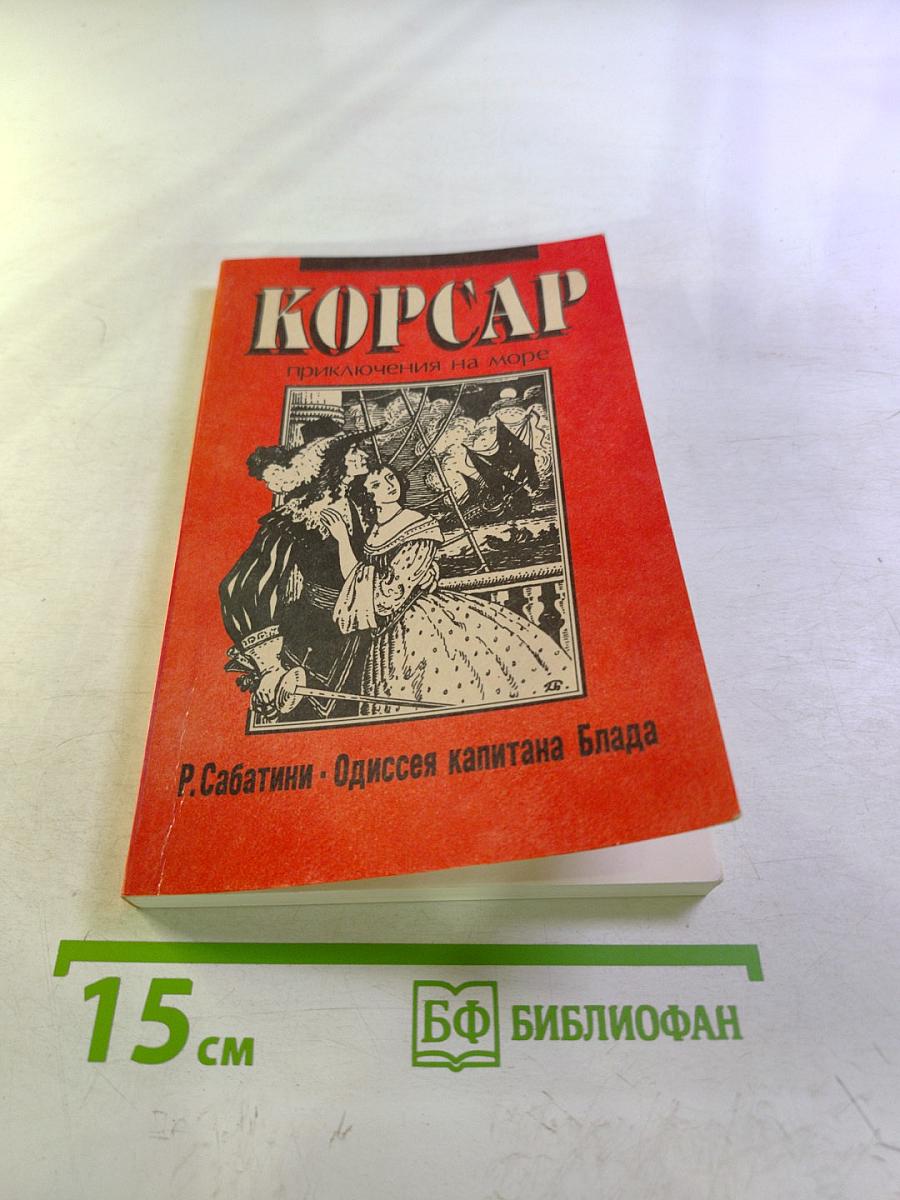 КОРСАР
приключения на море
Р. Сабатини · Одиссея капитана Блада
15 см
БФ БИБЛИОФАН